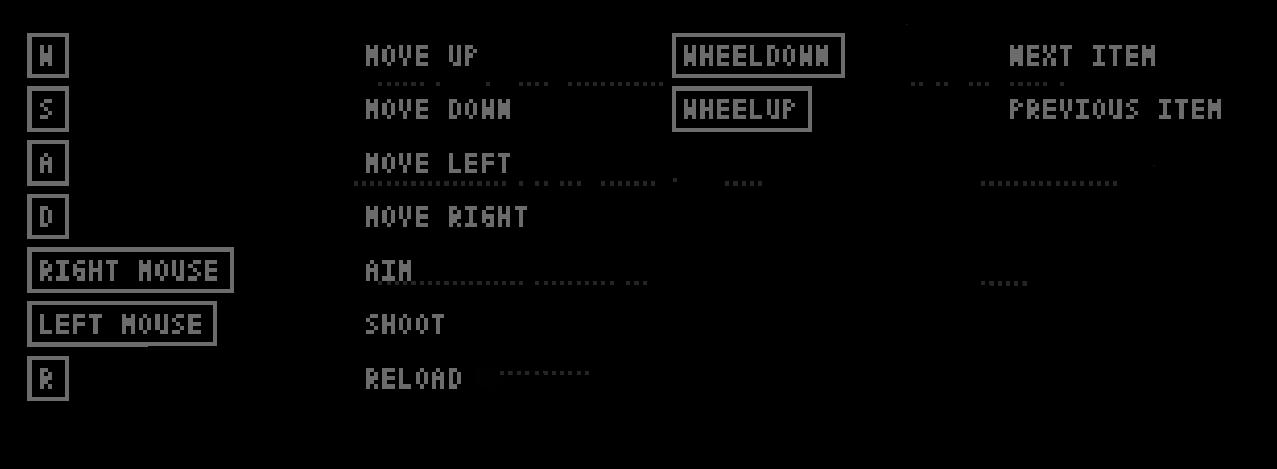 W MOVE UP WHEELDOWN NEXT ITEM
S MOVE DOWN WHEELUP PREVIOUS ITEM
A MOVE LEFT
D MOVE RIGHT
RIGHT MOUSE AIM
LEFT MOUSE SHOOT
R RELOAD